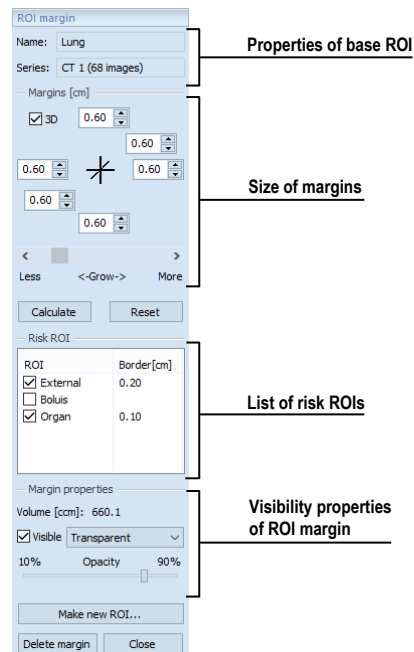 ROI margin
Name: Lung
Properties of base ROI
Series: CT 1 (68 images)
Margins [cm]
3D 0.60
0.60
0.60 0.60
Size of margins
0.60
0.60
< >
Less <-Grow-> More
Calculate Reset
Risk ROI
ROI Border[cm]
External 0.20
Boluis
List of risk ROIs
Organ 0.10
Margin properties
Volume [ccm]: 660.1
Visibility properties
of ROI margin
Visible Transparent
10% Opacity 90%
Make new ROI...
Delete margin Close